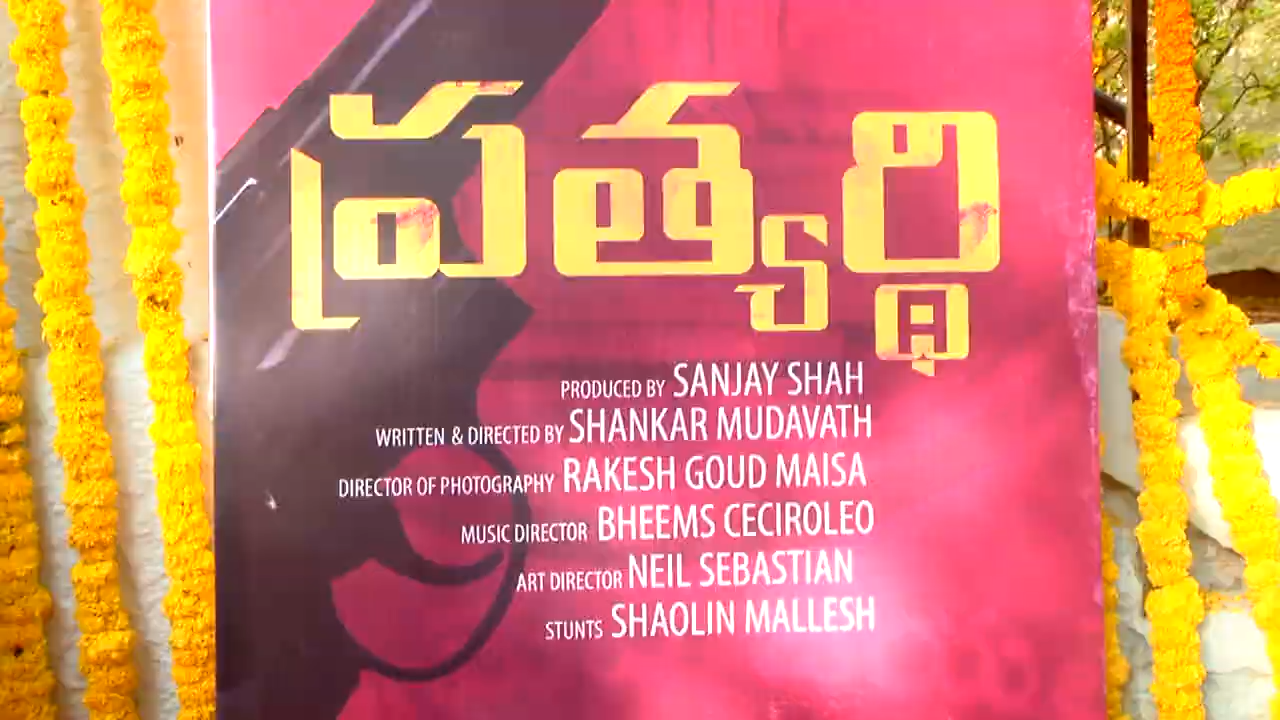 ప్రత్యర్థి
PRODUCED BY SANJAY SHAH
WRITTEN & DIRECTED BY SHANKAR MUDAVATH
DIRECTOR OF PHOTOGRAPHY RAKESH GOUD MAISA
MUSIC DIRECTOR BHEEMS CECIROLEO
ART DIRECTOR NEIL SEBASTIAN
STUNTS SHAOLIN MALLESH